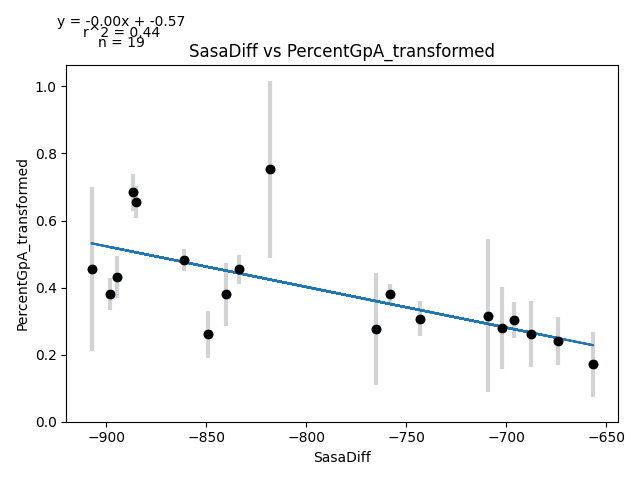 y = -0.00x + -0.57
r^2 = 0.44
n = 19
SasaDiff vs PercentGpA_transformed
PercentGpA_transformed
1.0
0.8
0.6
0.4
0.2
0.0
−900
−850
−800
−750
−700
−650
SasaDiff